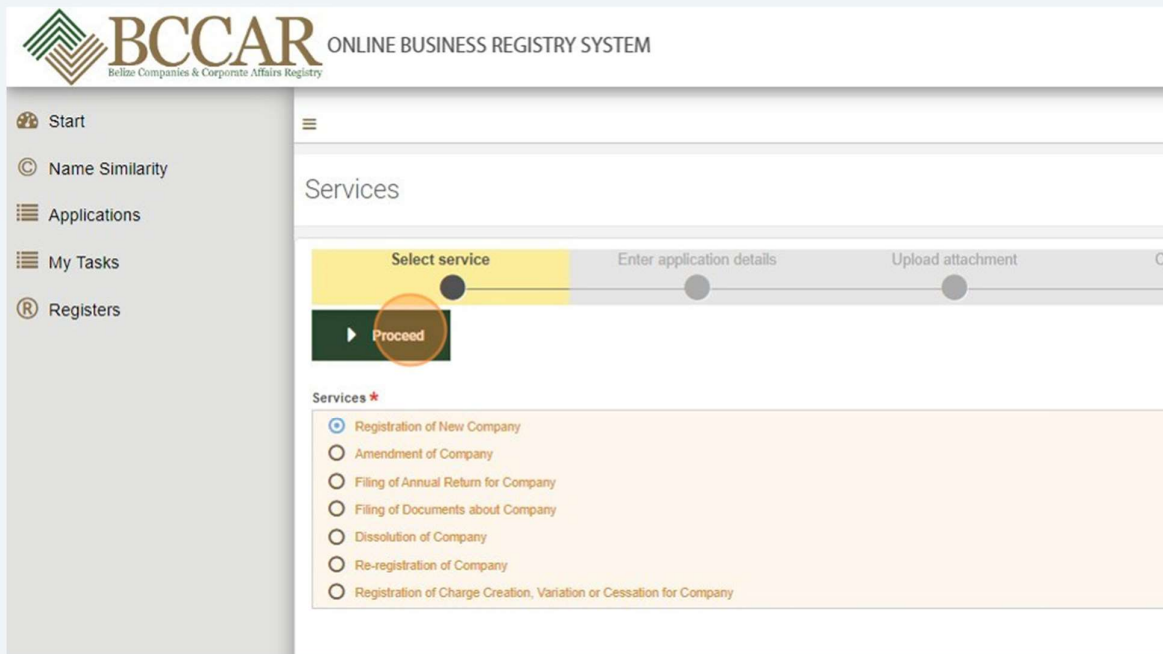 BCCAR
Belize Companies & Corporate Affairs Registry
ONLINE BUSINESS REGISTRY SYSTEM
Start
Name Similarity
Applications
My Tasks
Registers
Services
Select service
Enter application details
Upload attachment
Proceed
Services *
Registration of New Company
Amendment of Company
Filing of Annual Return for Company
Filing of Documents about Company
Dissolution of Company
Re-registration of Company
Registration of Charge Creation, Variation or Cessation for Company